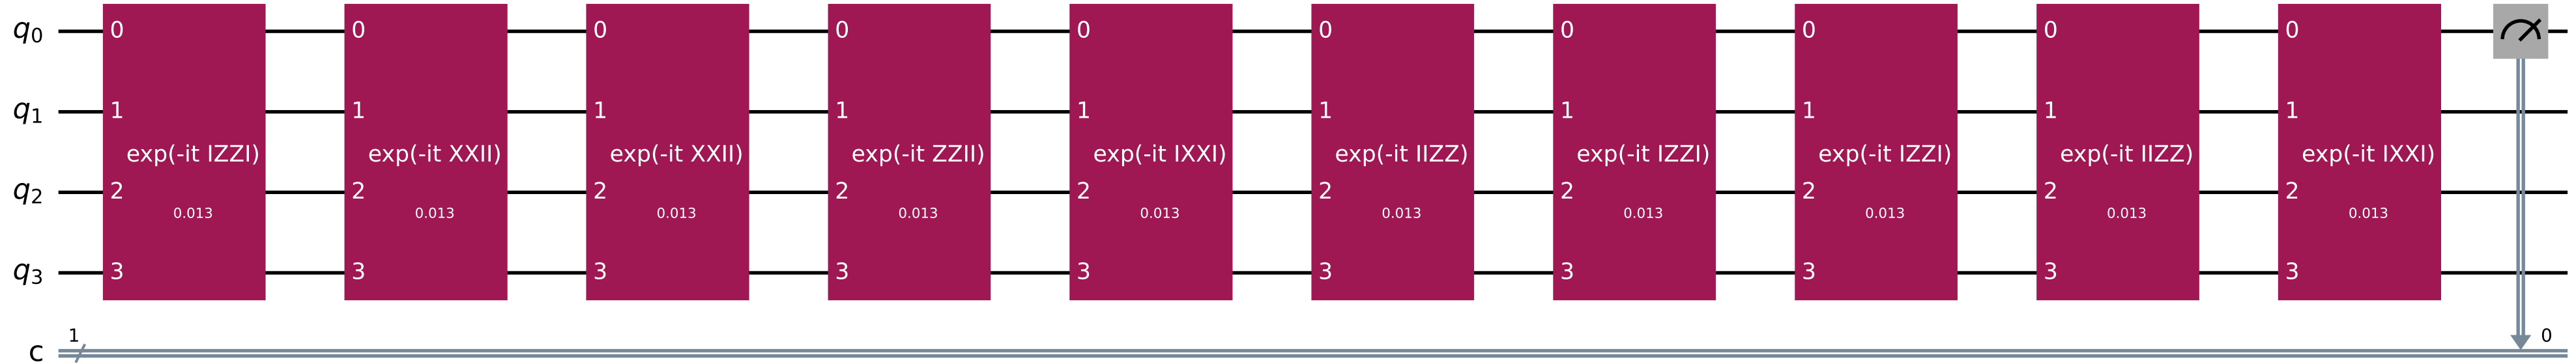 q0 0 0 0 0 0 0 0 0 0 0
q1 1 1 1 1 1 1 1 1 1 1
exp(-it IZZI) exp(-it XXII) exp(-it XXII) exp(-it ZZII) exp(-it IXXI) exp(-it IIZZ) exp(-it IZZI) exp(-it IZZI) exp(-it IIZZ) exp(-it IXXI)
q2 2 2 2 2 2 2 2 2 2 2
0.013 0.013 0.013 0.013 0.013 0.013 0.013 0.013 0.013 0.013
q3 3 3 3 3 3 3 3 3 3 3
1 0
c